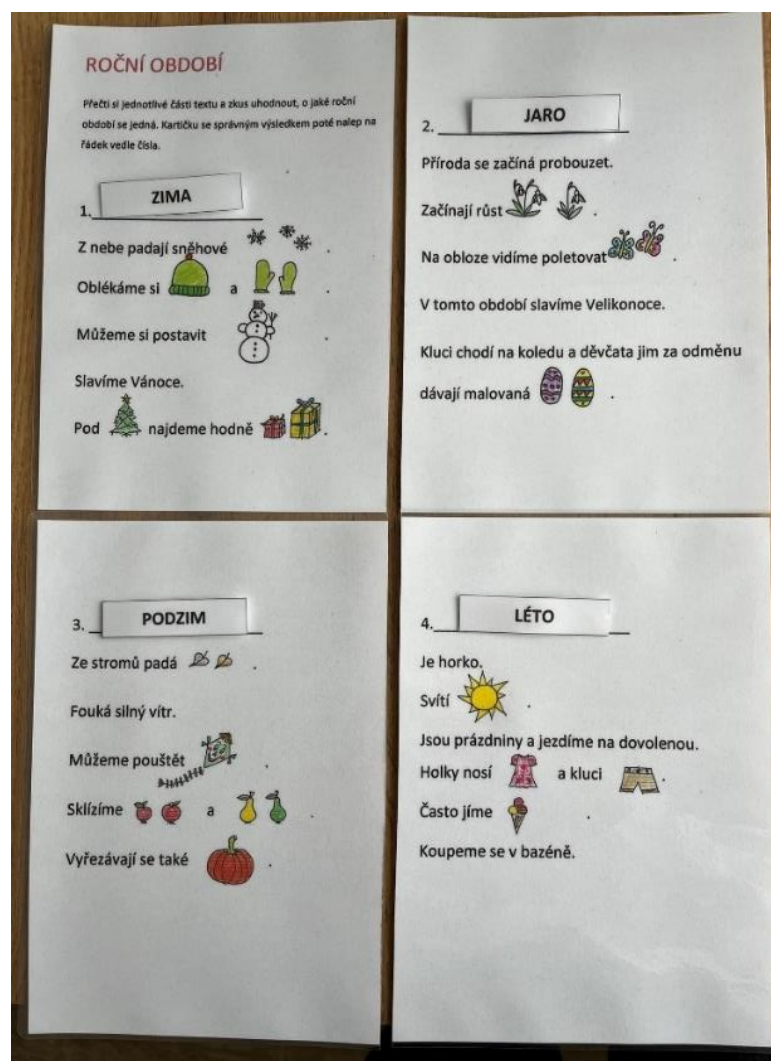 ROČNÍ OBDOBÍ
Přečti si jednotlivé části textu a zkus uhodnout, o jaké roční
období se jedná. Kartičku se správným výsledkem poté nalep na
řádek vedle čísla.
1. ZIMA
Z nebe padají sněhové .
Oblékáme si a .
Můžeme si postavit .
Slavíme Vánoce.
Pod najdeme hodně .
2. JARO
Příroda se začíná probouzet.
Začínají růst .
Na obloze vidíme poletovat .
V tomto období slavíme Velikonoce.
Kluci chodí na koledu a děvčata jim za odměnu
dávají malovaná .
3. PODZIM
Ze stromů padá .
Fouká silný vítr.
Můžeme pouštět .
Sklízíme a .
Vyřezávají se také .
4. LÉTO
Je horko.
Svítí .
Jsou prázdniny a jezdíme na dovolenou.
Holky nosí a kluci .
Často jíme .
Koupeme se v bazéně.